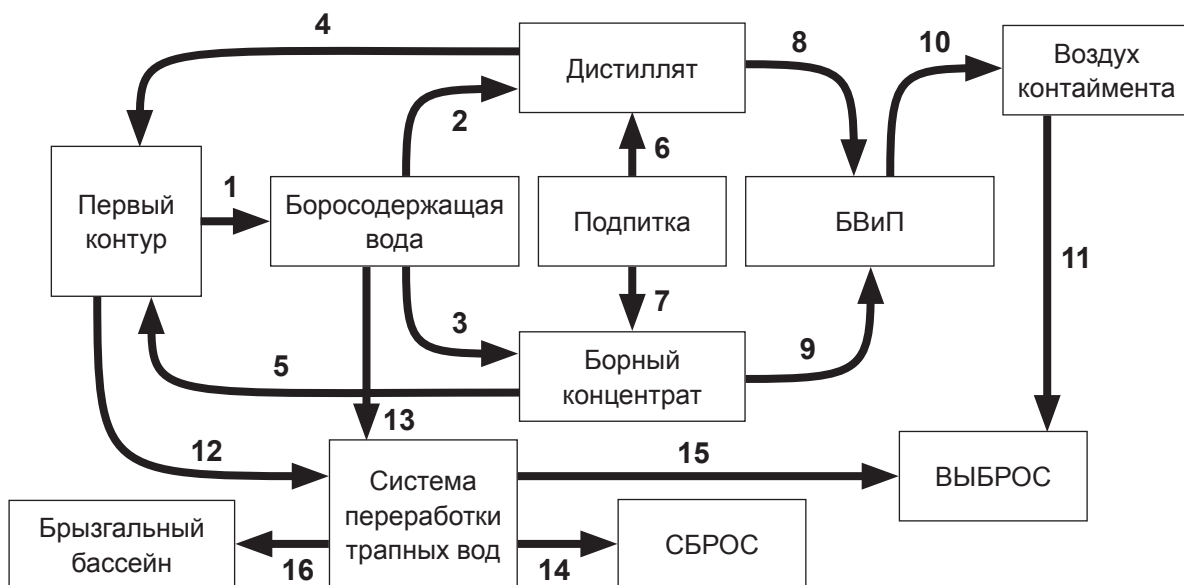 4
8
10
Дистиллят
Воздух
контаймента
2
6
1
Первый
контур
Боросодержащая
вода
Подпитка
БВиП
11
7
3
9
5
Борный
концентрат
13
12
15
Система
переработки
трапных вод
ВЫБРОС
Брызгальный
бассейн
16
14
СБРОС